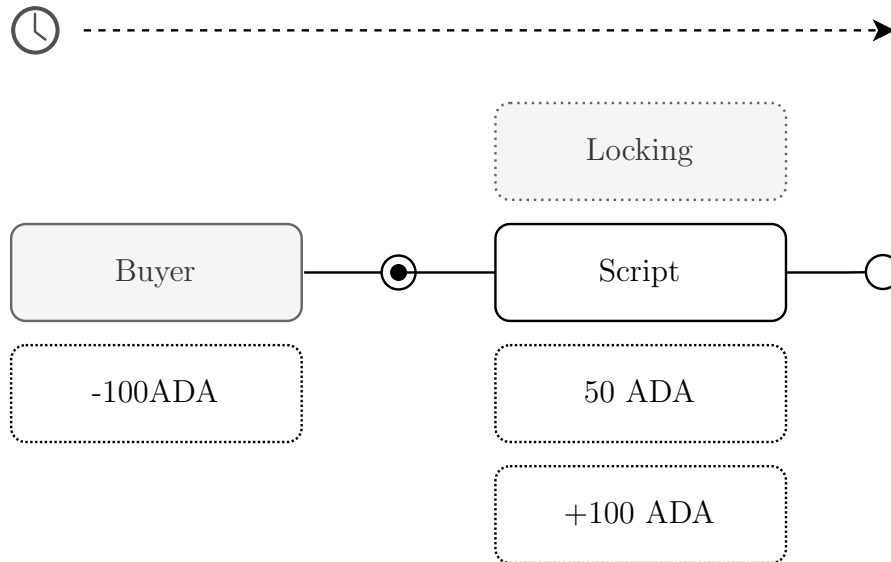 Locking
Buyer
Script
-100ADA
50 ADA
+100 ADA